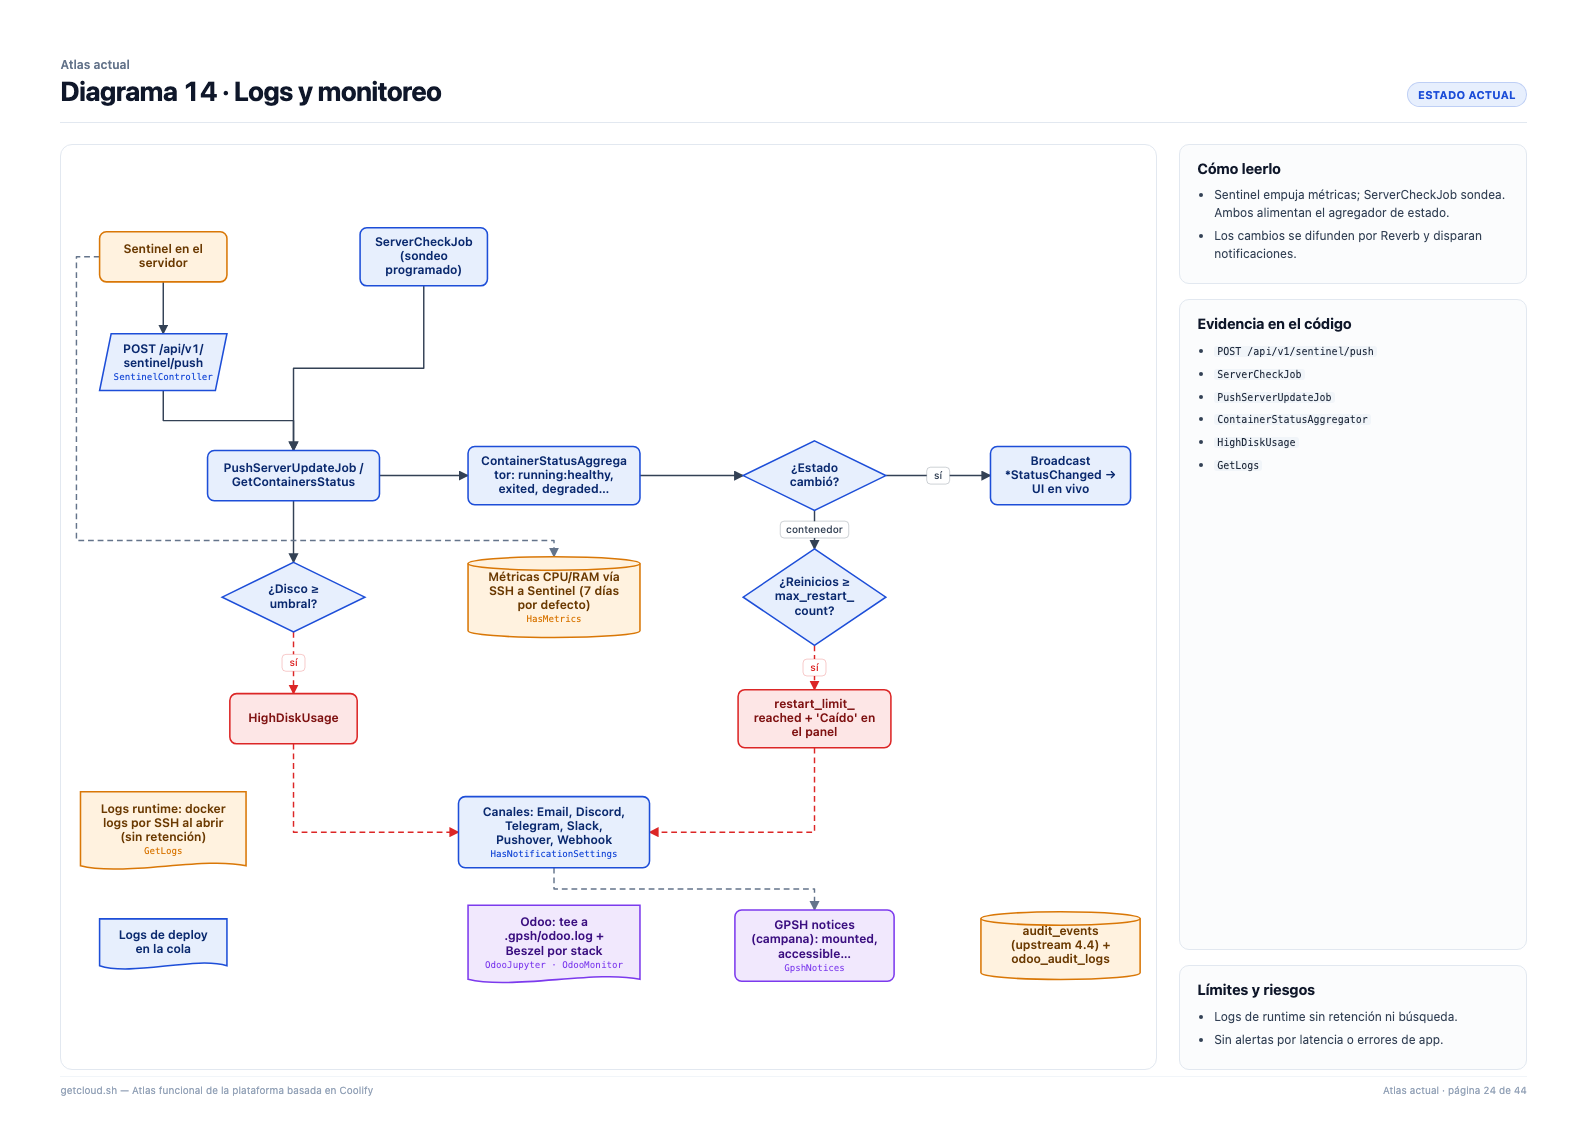 Atlas actual
Diagrama 14 · Logs y monitoreo
ESTADO ACTUAL
Sentinel en el
servidor
ServerCheckJob
(sondeo
programado)
POST /api/v1/
sentinel/push
SentinelController
PushServerUpdateJob /
GetContainersStatus
ContainerStatusAggrega
tor: running:healthy,
exited, degraded...
¿Estado
cambió?
sí
Broadcast
*StatusChanged →
UI en vivo
contenedor
¿Disco ≥
umbral?
Métricas CPU/RAM vía
SSH a Sentinel (7 días
por defecto)
HasMetrics
¿Reinicios ≥
max_restart_
count?
sí
sí
HighDiskUsage
restart_limit_
reached + 'Caído' en
el panel
Logs runtime: docker
logs por SSH al abrir
(sin retención)
GetLogs
Canales: Email, Discord,
Telegram, Slack,
Pushover, Webhook
HasNotificationSettings
Logs de deploy
en la cola
Odoo: tee a
.gpsh/odoo.log +
Beszel por stack
OdooJupyter · OdooMonitor
GPSH notices
(campana): mounted,
accessible...
GpshNotices
audit_events
(upstream 4.4) +
odoo_audit_logs
Cómo leerlo
• Sentinel empuja métricas; ServerCheckJob sondea.
Ambos alimentan el agregador de estado.
• Los cambios se difunden por Reverb y disparan
notificaciones.
Evidencia en el código
• POST /api/v1/sentinel/push
• ServerCheckJob
• PushServerUpdateJob
• ContainerStatusAggregator
• HighDiskUsage
• GetLogs
Límites y riesgos
• Logs de runtime sin retención ni búsqueda.
• Sin alertas por latencia o errores de app.
getcloud.sh — Atlas funcional de la plataforma basada en Coolify
Atlas actual · página 24 de 44